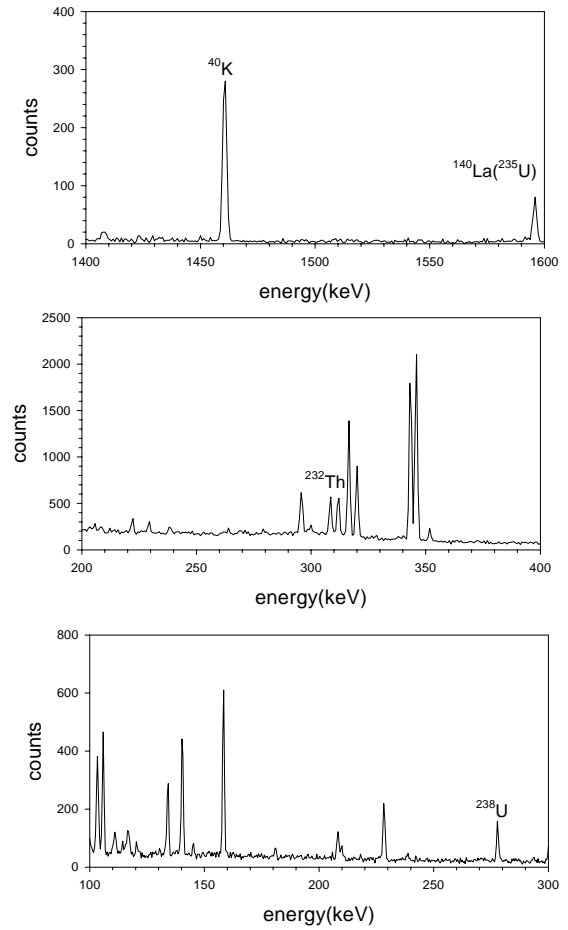 400
300
200
100
0
counts
⁴⁰K
¹⁴⁰La(²³⁵U)
1400 1450 1500 1550 1600
energy(keV)
2500
2000
1500
1000
500
0
counts
²³²Th
200 250 300 350 400
energy(keV)
800
600
400
200
0
counts
²³⁸U
100 150 200 250 300
energy(keV)